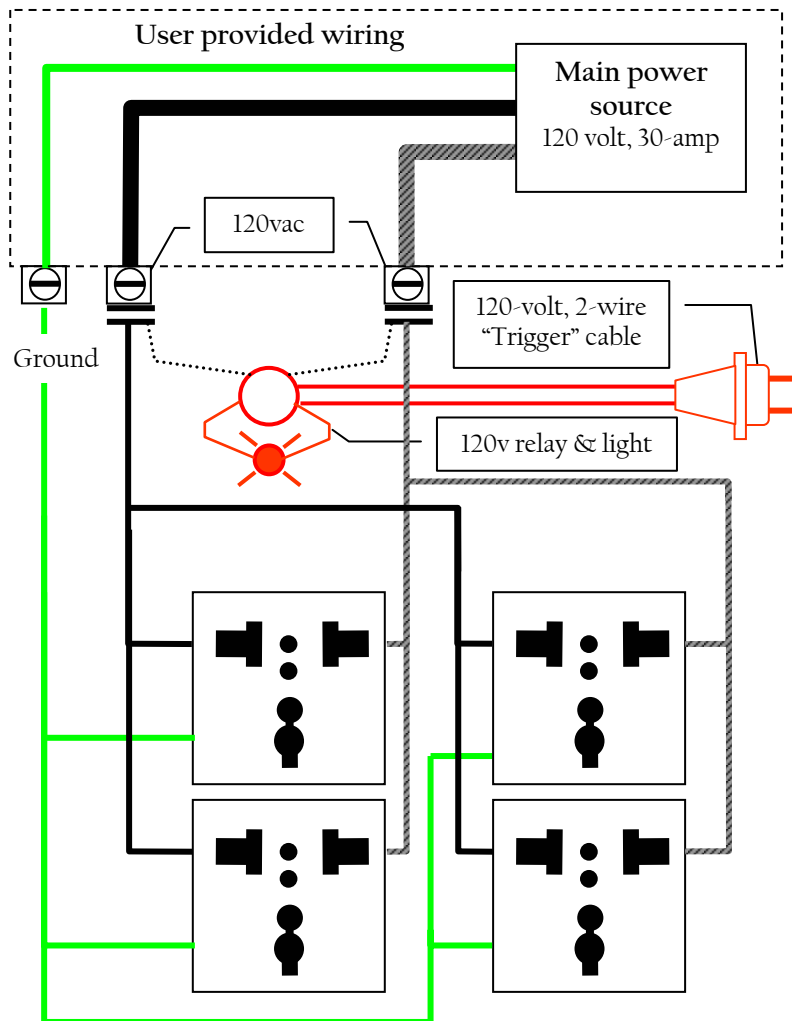 User provided wiring
Main power
source
120 volt, 30-amp
120vac
120-volt, 2-wire
“Trigger” cable
Ground
120v relay & light